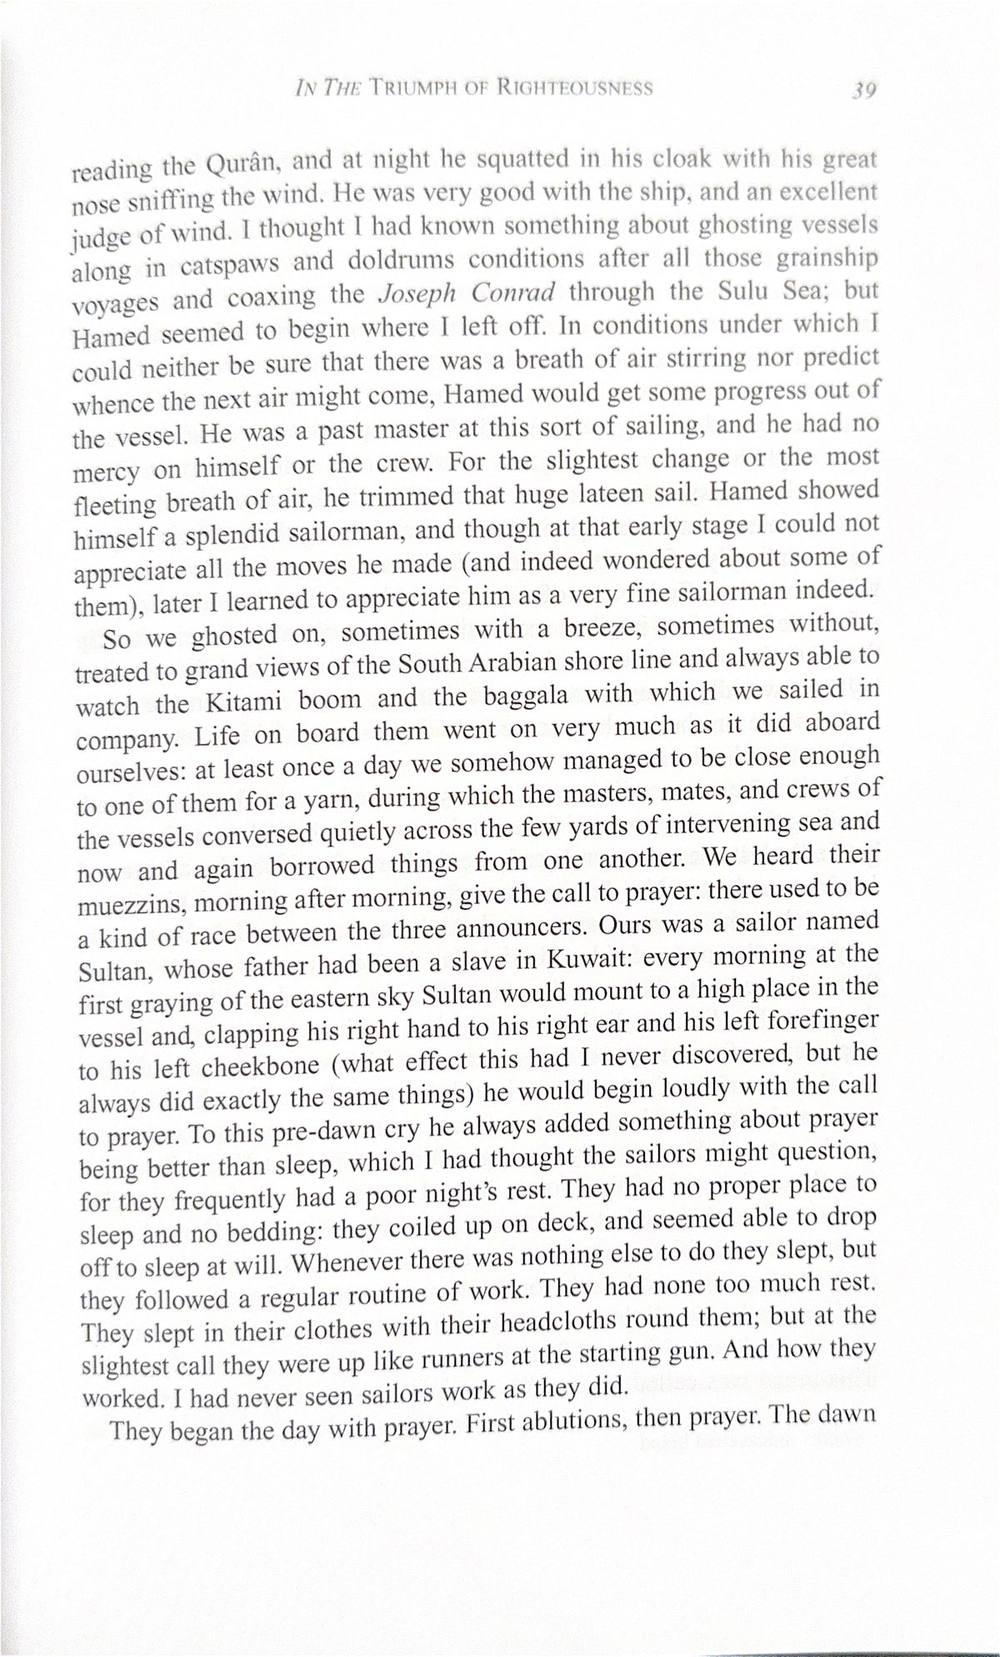 IN THE TRIUMPH OF RIGHTEOUSNESS 39
reading the Qurân, and at night he squatted in his cloak with his great
nose sniffing the wind. He was very good with the ship, and an excellent
judge of wind. I thought I had known something about ghosting vessels
along in catspaws and doldrums conditions after all those grainship
voyages and coaxing the Joseph Conrad through the Sulu Sea; but
Hamed seemed to begin where I left off. In conditions under which I
could neither be sure that there was a breath of air stirring nor predict
whence the next air might come, Hamed would get some progress out of
the vessel. He was a past master at this sort of sailing, and he had no
mercy on himself or the crew. For the slightest change or the most
fleeting breath of air, he trimmed that huge lateen sail. Hamed showed
himself a splendid sailorman, and though at that early stage I could not
appreciate all the moves he made (and indeed wondered about some of
them), later I learned to appreciate him as a very fine sailorman indeed.
So we ghosted on, sometimes with a breeze, sometimes without,
treated to grand views of the South Arabian shore line and always able to
watch the Kitami boom and the baggala with which we sailed in
company. Life on board them went on very much as it did aboard
ourselves: at least once a day we somehow managed to be close enough
to one of them for a yarn, during which the masters, mates, and crews of
the vessels conversed quietly across the few yards of intervening sea and
now and again borrowed things from one another. We heard their
muezzins, morning after morning, give the call to prayer: there used to be
a kind of race between the three announcers. Ours was a sailor named
Sultan, whose father had been a slave in Kuwait: every morning at the
first graying of the eastern sky Sultan would mount to a high place in the
vessel and, clapping his right hand to his right ear and his left forefinger
to his left cheekbone (what effect this had I never discovered, but he
always did exactly the same things) he would begin loudly with the call
to prayer. To this pre-dawn cry he always added something about prayer
being better than sleep, which I had thought the sailors might question,
for they frequently had a poor night's rest. They had no proper place to
sleep and no bedding: they coiled up on deck, and seemed able to drop
off to sleep at will. Whenever there was nothing else to do they slept, but
they followed a regular routine of work. They had none too much rest.
They slept in their clothes with their headcloths round them; but at the
slightest call they were up like runners at the starting gun. And how they
worked. I had never seen sailors work as they did.
They began the day with prayer. First ablutions, then prayer. The dawn